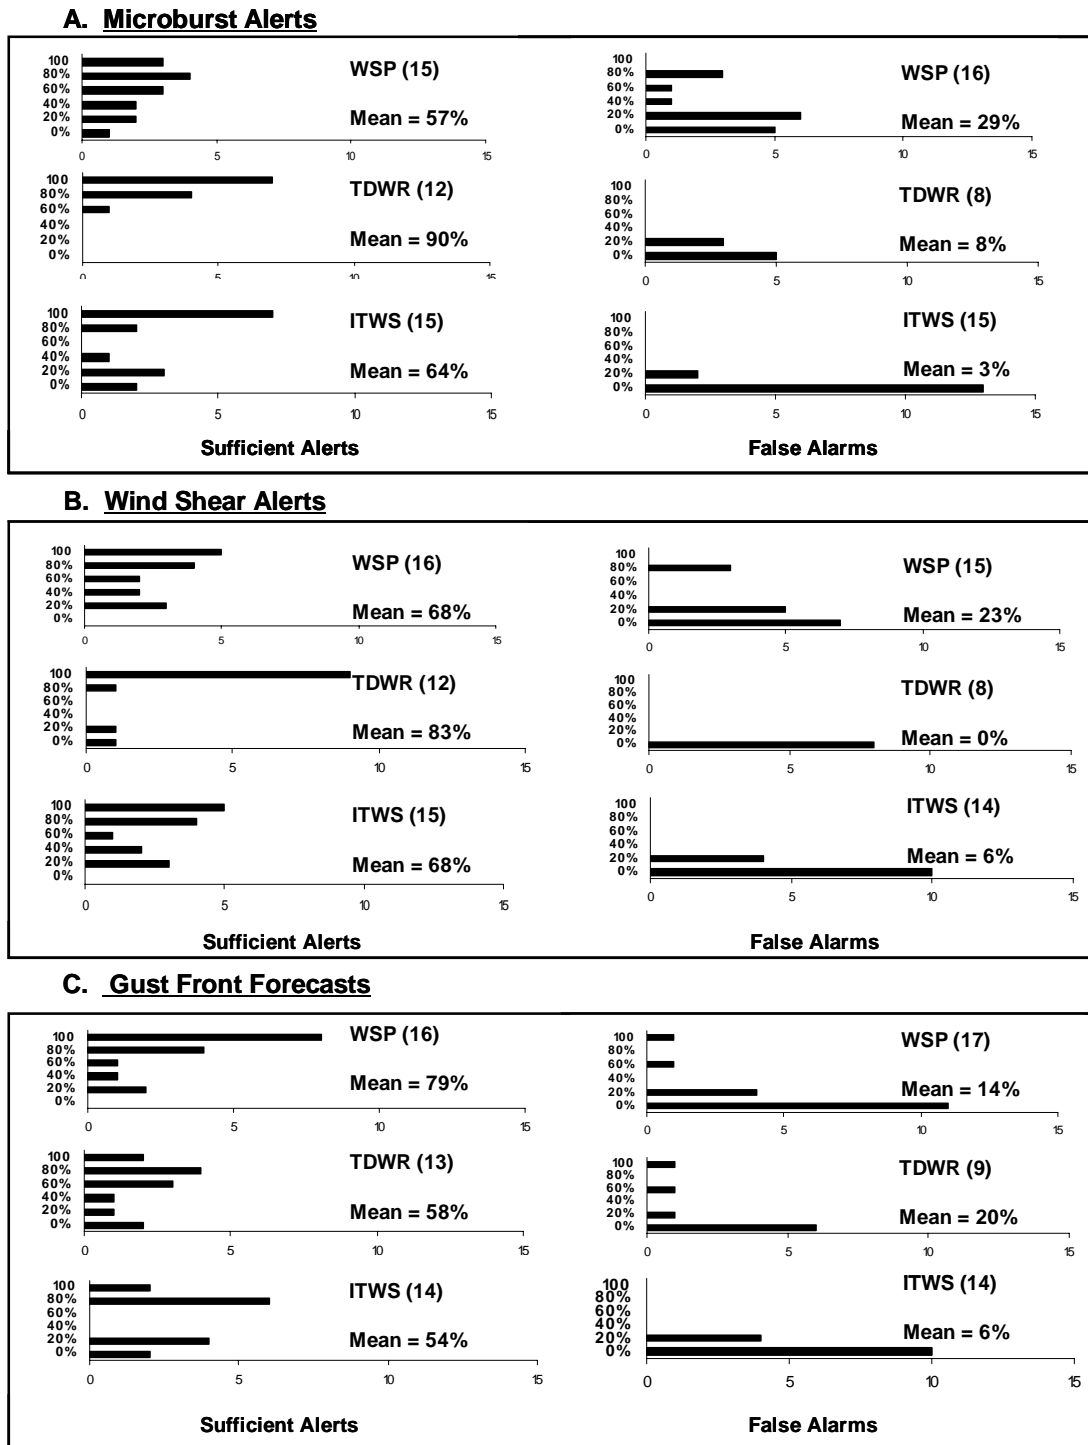 A. Microburst Alerts
100
80%
60%
40%
20%
0%
WSP (15)
Mean = 57%
0 5 10 15
100
80%
60%
40%
20%
0%
WSP (16)
Mean = 29%
0 5 10 15
100
80%
60%
40%
20%
0%
TDWR (12)
Mean = 90%
0 5 10 15
100
80%
60%
40%
20%
0%
TDWR (8)
Mean = 8%
0 5 10 15
100
80%
60%
40%
20%
0%
ITWS (15)
Mean = 64%
0 5 10 15
100
80%
60%
40%
20%
0%
ITWS (15)
Mean = 3%
0 5 10 15
Sufficient Alerts
False Alarms
B. Wind Shear Alerts
100
80%
60%
40%
20%
0%
WSP (16)
Mean = 68%
0 5 10 15
100
80%
60%
40%
20%
0%
WSP (15)
Mean = 23%
0 5 10 15
100
80%
60%
40%
20%
0%
TDWR (12)
Mean = 83%
0 5 10 15
100
80%
60%
40%
20%
0%
TDWR (8)
Mean = 0%
0 5 10 15
100
80%
60%
40%
20%
0%
ITWS (15)
Mean = 68%
0 5 10 15
100
80%
60%
40%
20%
0%
ITWS (14)
Mean = 6%
0 5 10 15
Sufficient Alerts
False Alarms
C. Gust Front Forecasts
100
80%
60%
40%
20%
0%
WSP (16)
Mean = 79%
0 5 10 15
100
80%
60%
40%
20%
0%
WSP (17)
Mean = 14%
0 5 10 15
100
80%
60%
40%
20%
0%
TDWR (13)
Mean = 58%
0 5 10 15
100
80%
60%
40%
20%
0%
TDWR (9)
Mean = 20%
0 5 10 15
100
80%
60%
40%
20%
0%
ITWS (14)
Mean = 54%
0 5 10 15
100
80%
60%
40%
20%
0%
ITWS (14)
Mean = 6%
0 5 10 15
Sufficient Alerts
False Alarms